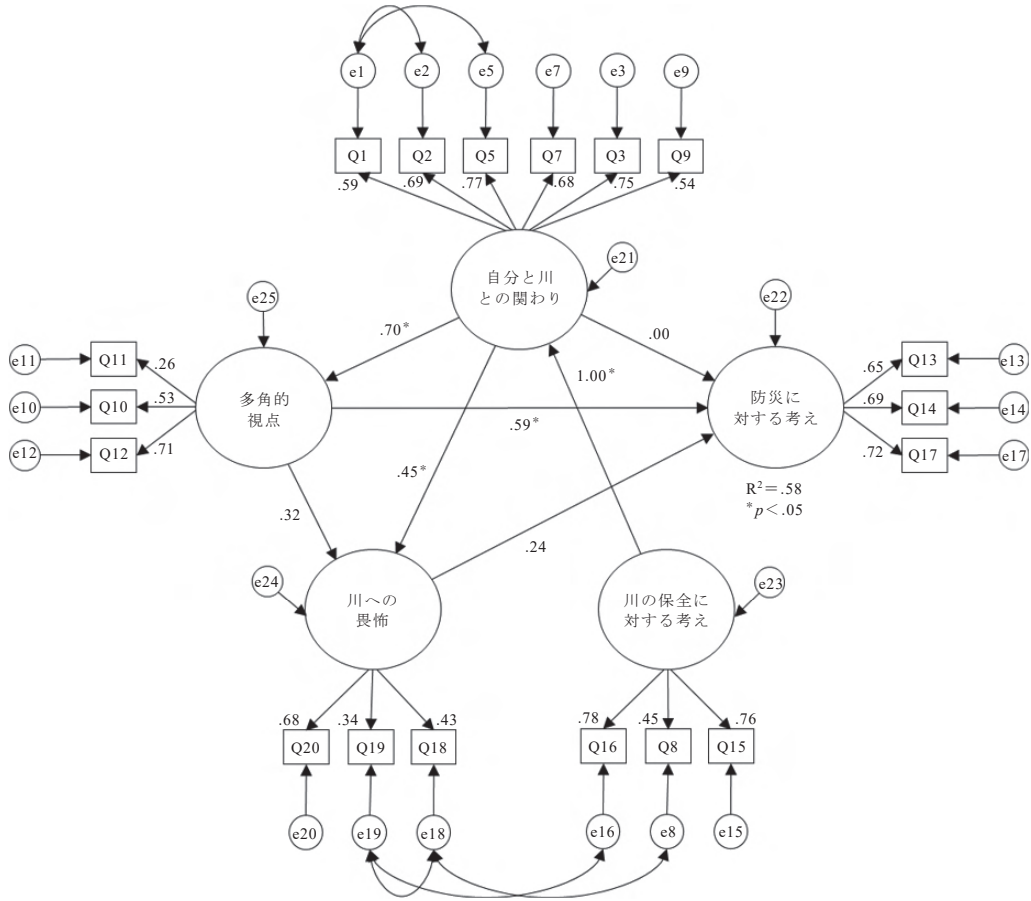 e1
e2
e5
e7
e3
e9
Q1
Q2
Q5
Q7
Q3
Q9
.59
.69
.77
.68
.75
.54
自分と川
との関わり
e21
e25
e22
.70*
.00
1.00*
e11
Q11
.26
e10
Q10
.53
e12
Q12
.71
多角的
視点
.59*
防災に
対する考え
.65
Q13
e13
.69
Q14
e14
.72
Q17
e17
R²＝.58
*p＜.05
.45*
.32
.24
e24
川への
畏怖
川の保全に
対する考え
e23
.68
.34
.43
.78
.45
.76
Q20
Q19
Q18
Q16
Q8
Q15
e20
e19
e18
e16
e8
e15